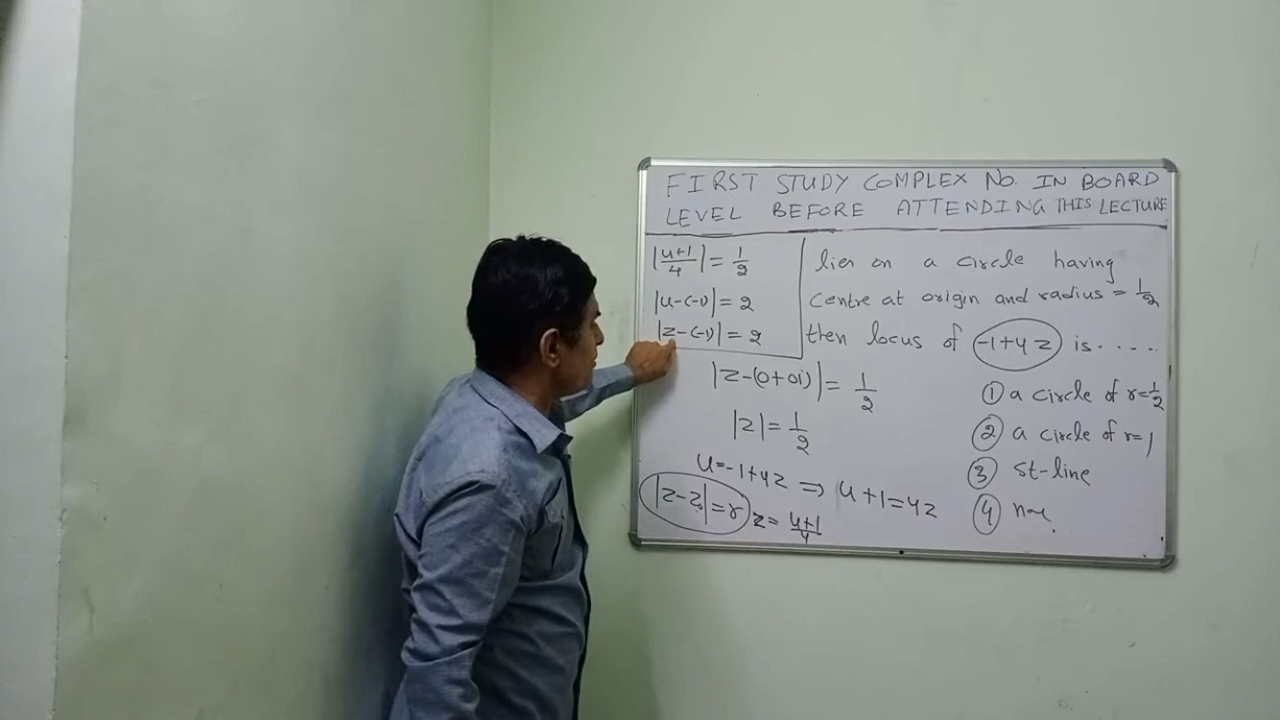 FIRST STUDY COMPLEX NO. IN BOARD
LEVEL BEFORE ATTENDING THIS LECTURE
|u+1/4| = 1/2
|u-(-1)| = 2
|z-(-1)| = 2
lies on a circle having
centre at origin and radius = 1/2
then locus of -1+4z is.....
|z-(0+0i)| = 1/2
|z| = 1/2
u=-1+4z ⇒ u+1=4z
|z-z₀|=r
z = u+1/4
① a circle of r=1/2
② a circle of r=1
③ st-line
④